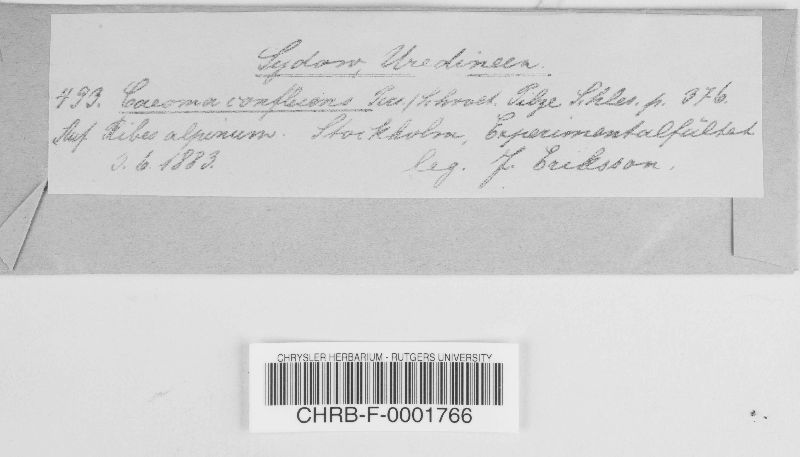 Sydow, Uredineen.
493. Caeoma confluens Pers/Schroet. Pilze Schles. p. 376.
Auf Ribes alpinum. Stockholm, Experimentalfältet
3.6.1883. leg. J. Eriksson.
CHRYSLER HERBARIUM - RUTGERS UNIVERSITY
CHRB-F-0001766